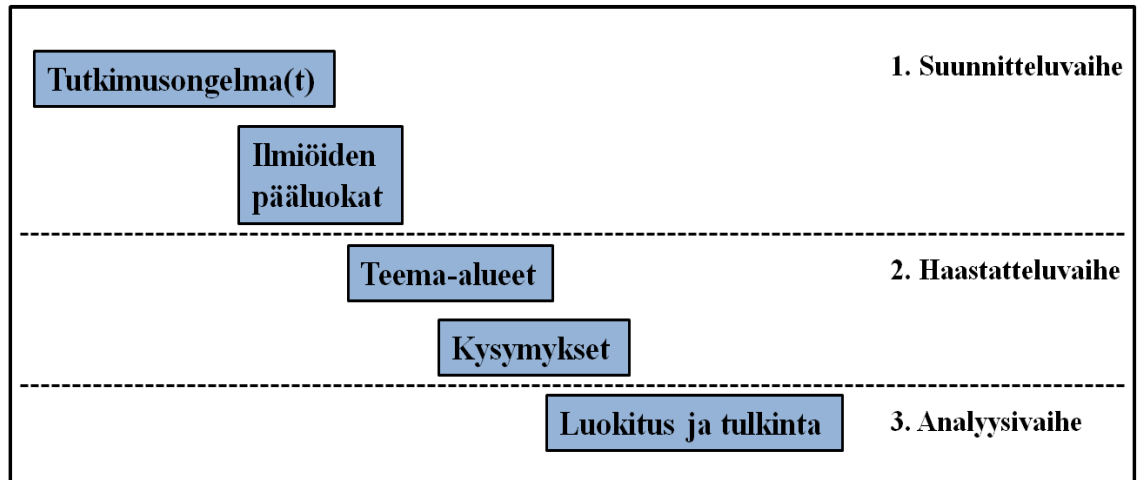 Tutkimusongelma(t)
1. Suunnitteluvaihe
Ilmiöiden
pääluokat
Teema-alueet
2. Haastatteluvaihe
Kysymykset
Luokitus ja tulkinta
3. Analyysivaihe